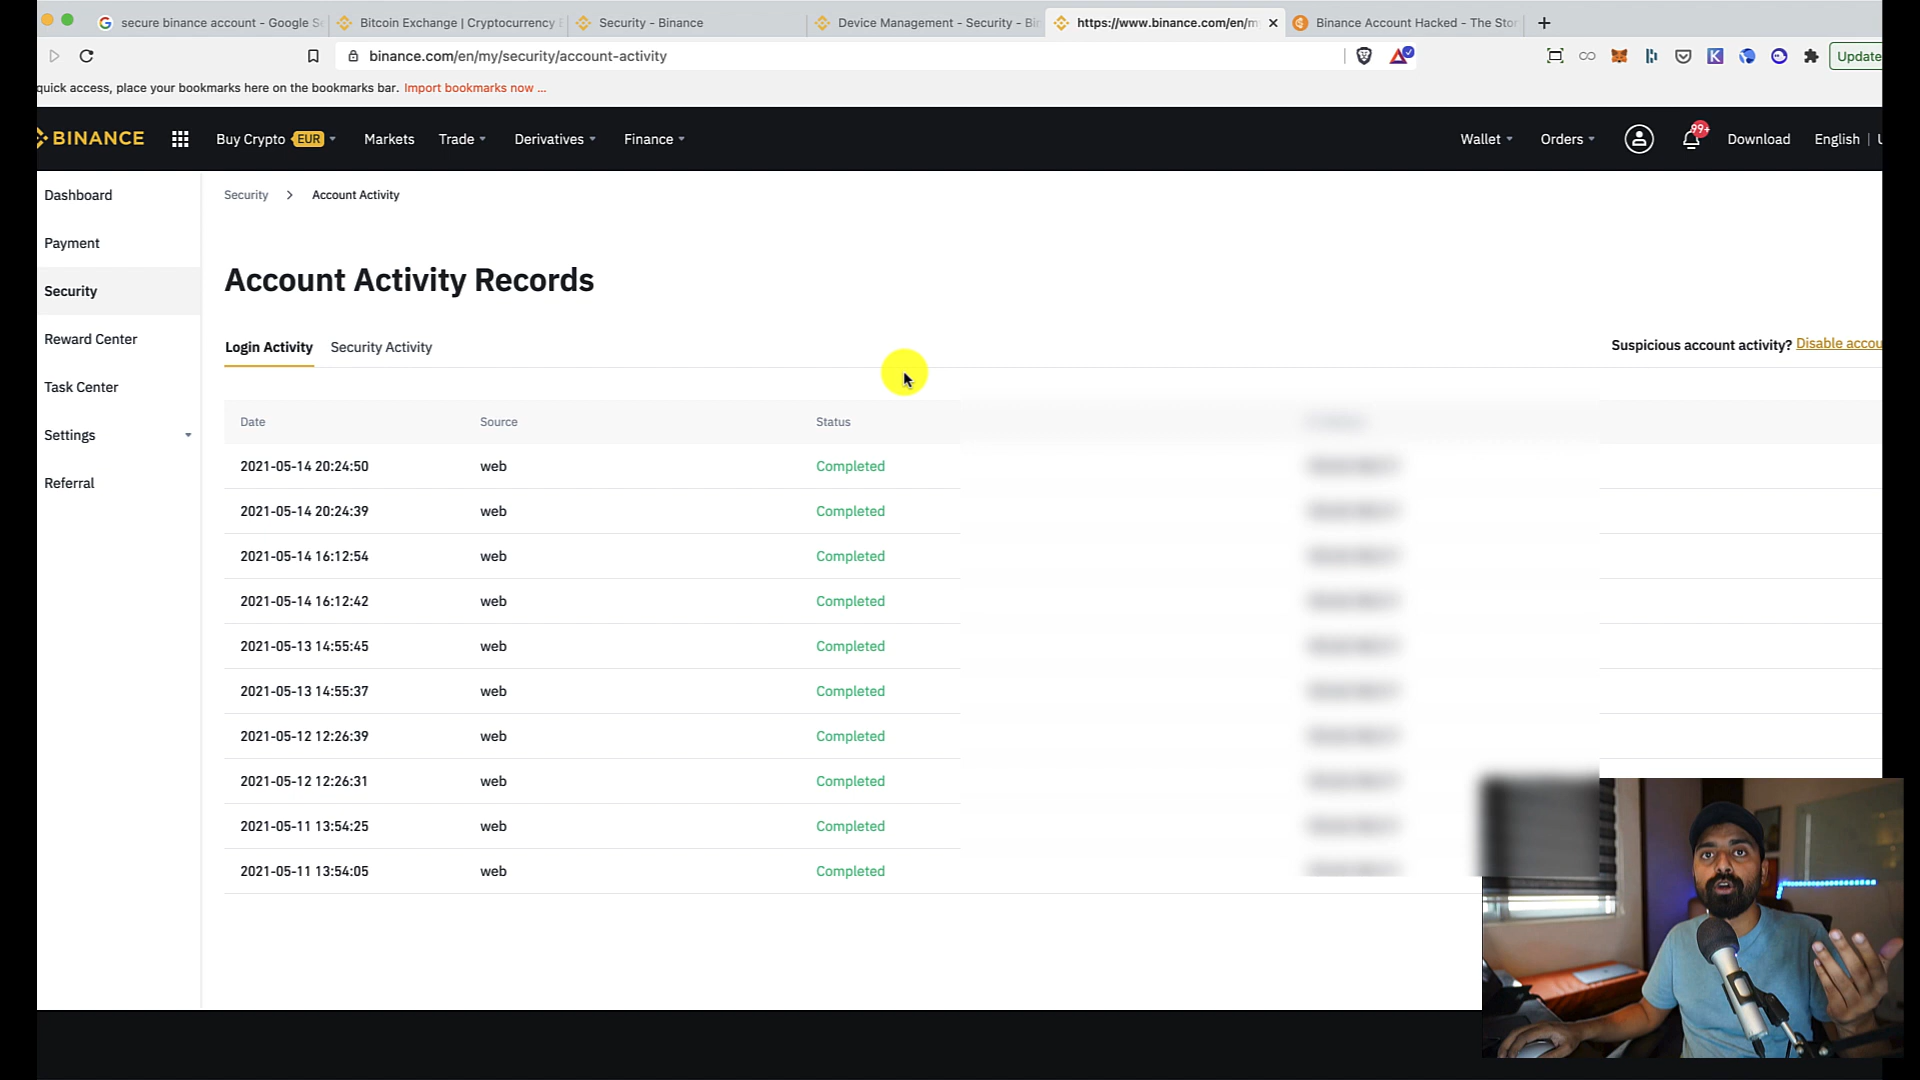 secure binance account - Google Se
Bitcoin Exchange | Cryptocurrency E
Security - Binance
Device Management - Security - Bin
https://www.binance.com/en/m
Binance Account Hacked - The Stor
binance.com/en/my/security/account-activity
Update
quick access, place your bookmarks here on the bookmarks bar. Import bookmarks now ...
BINANCE
Buy Crypto EUR
Markets
Trade
Derivatives
Finance
Wallet
Orders
99+
Download
English | U
Dashboard
Payment
Security
Reward Center
Task Center
Settings
Referral
Security > Account Activity
Account Activity Records
Login Activity Security Activity
Suspicious account activity? Disable accou
Date Source Status
2021-05-14 20:24:50 web Completed
2021-05-14 20:24:39 web Completed
2021-05-14 16:12:54 web Completed
2021-05-14 16:12:42 web Completed
2021-05-13 14:55:45 web Completed
2021-05-13 14:55:37 web Completed
2021-05-12 12:26:39 web Completed
2021-05-12 12:26:31 web Completed
2021-05-11 13:54:25 web Completed
2021-05-11 13:54:05 web Completed